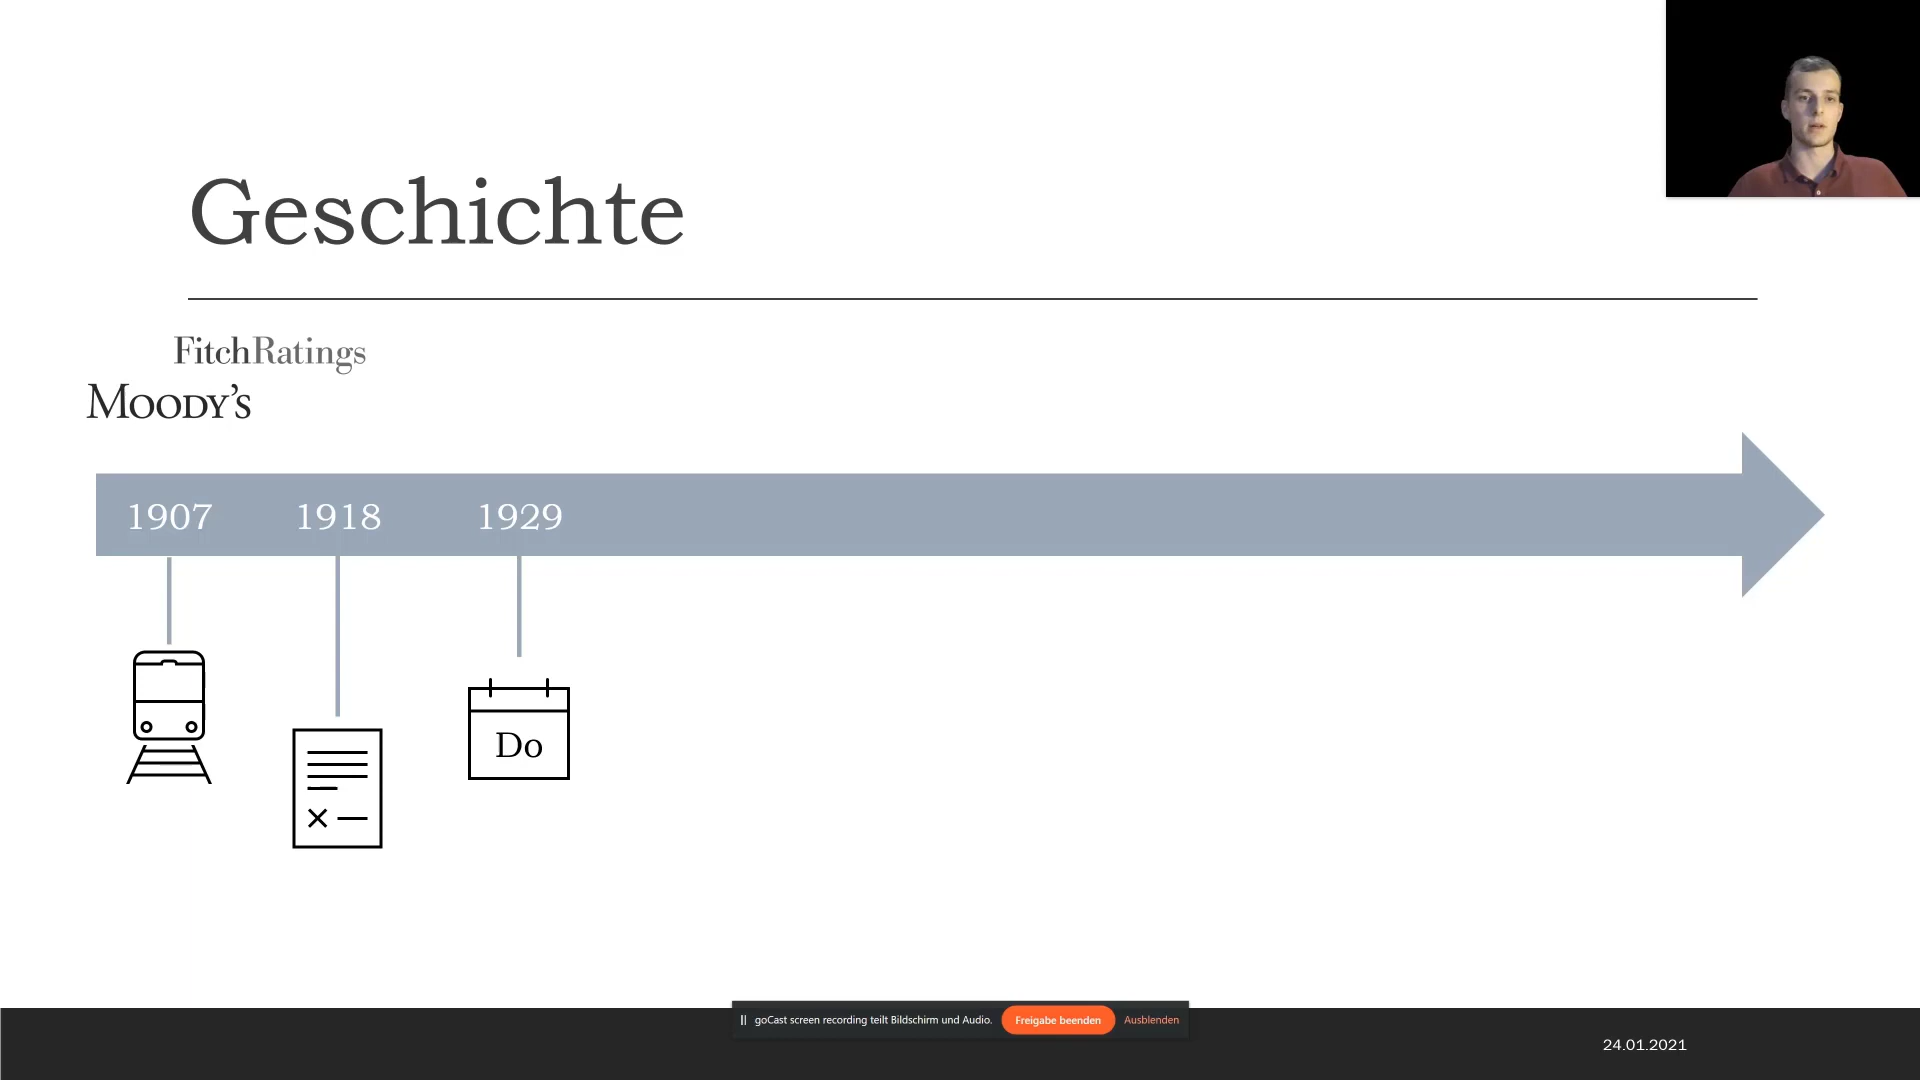 Geschichte
FitchRatings
MOODY'S
1907 1918 1929
Do
goCast screen recording teilt Bildschirm und Audio. Freigabe beenden Ausblenden
24.01.2021